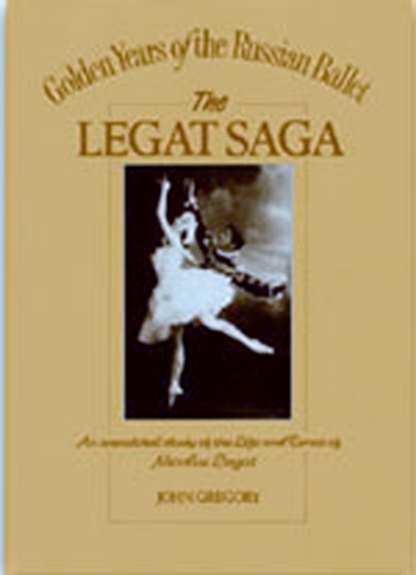 Golden Years of the Russian Ballet
The
LEGAT SAGA
An anecdotal study of the Life and Times of
Nicolas Legat
JOHN GREGORY